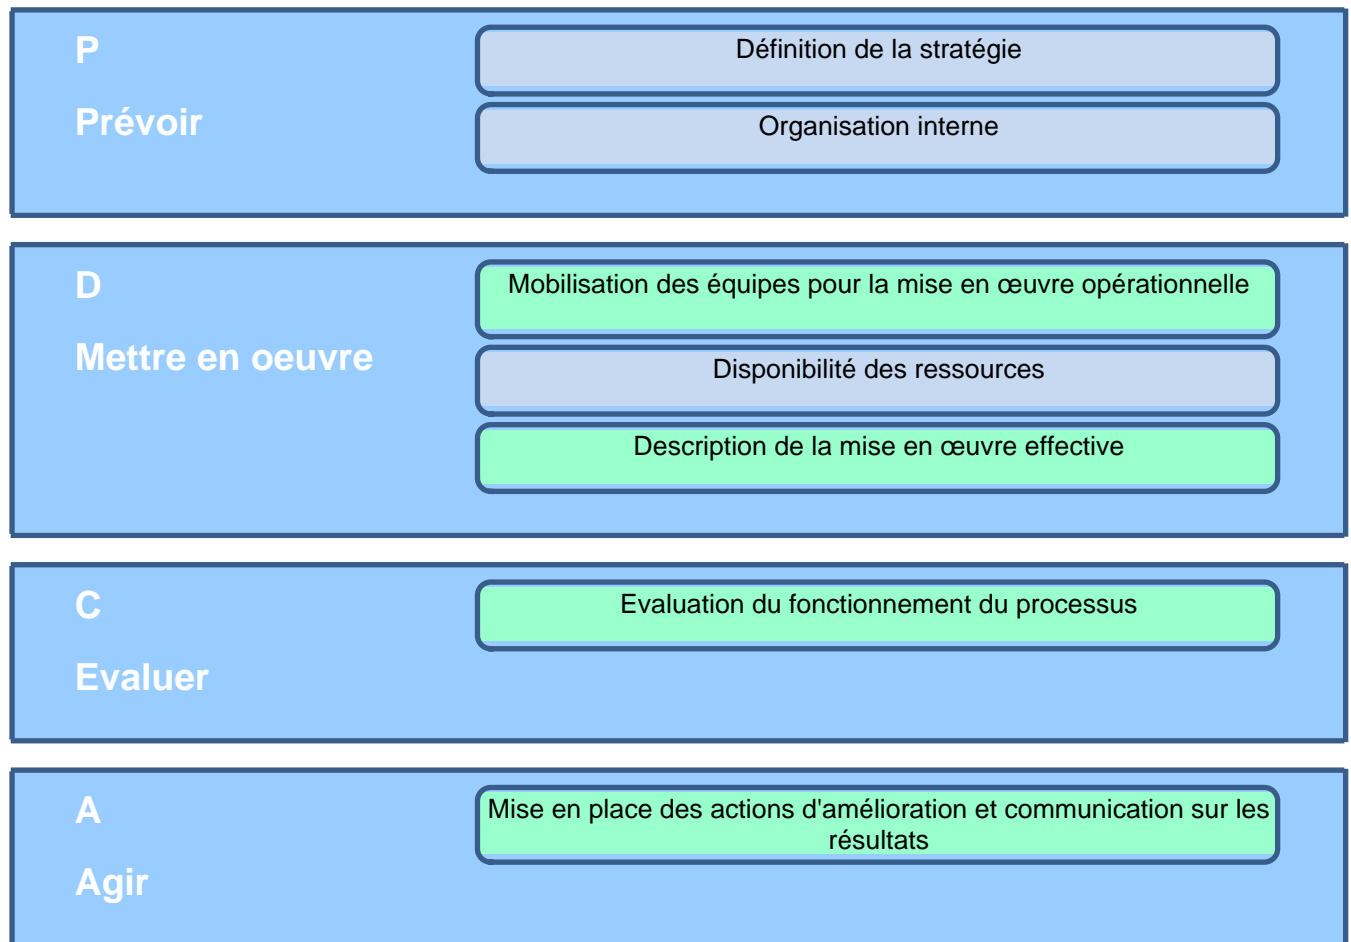 P
Prévoir
Définition de la stratégie
Organisation interne
D
Mettre en oeuvre
Mobilisation des équipes pour la mise en œuvre opérationnelle
Disponibilité des ressources
Description de la mise en œuvre effective
C
Evaluer
Evaluation du fonctionnement du processus
A
Agir
Mise en place des actions d'amélioration et communication sur les
résultats